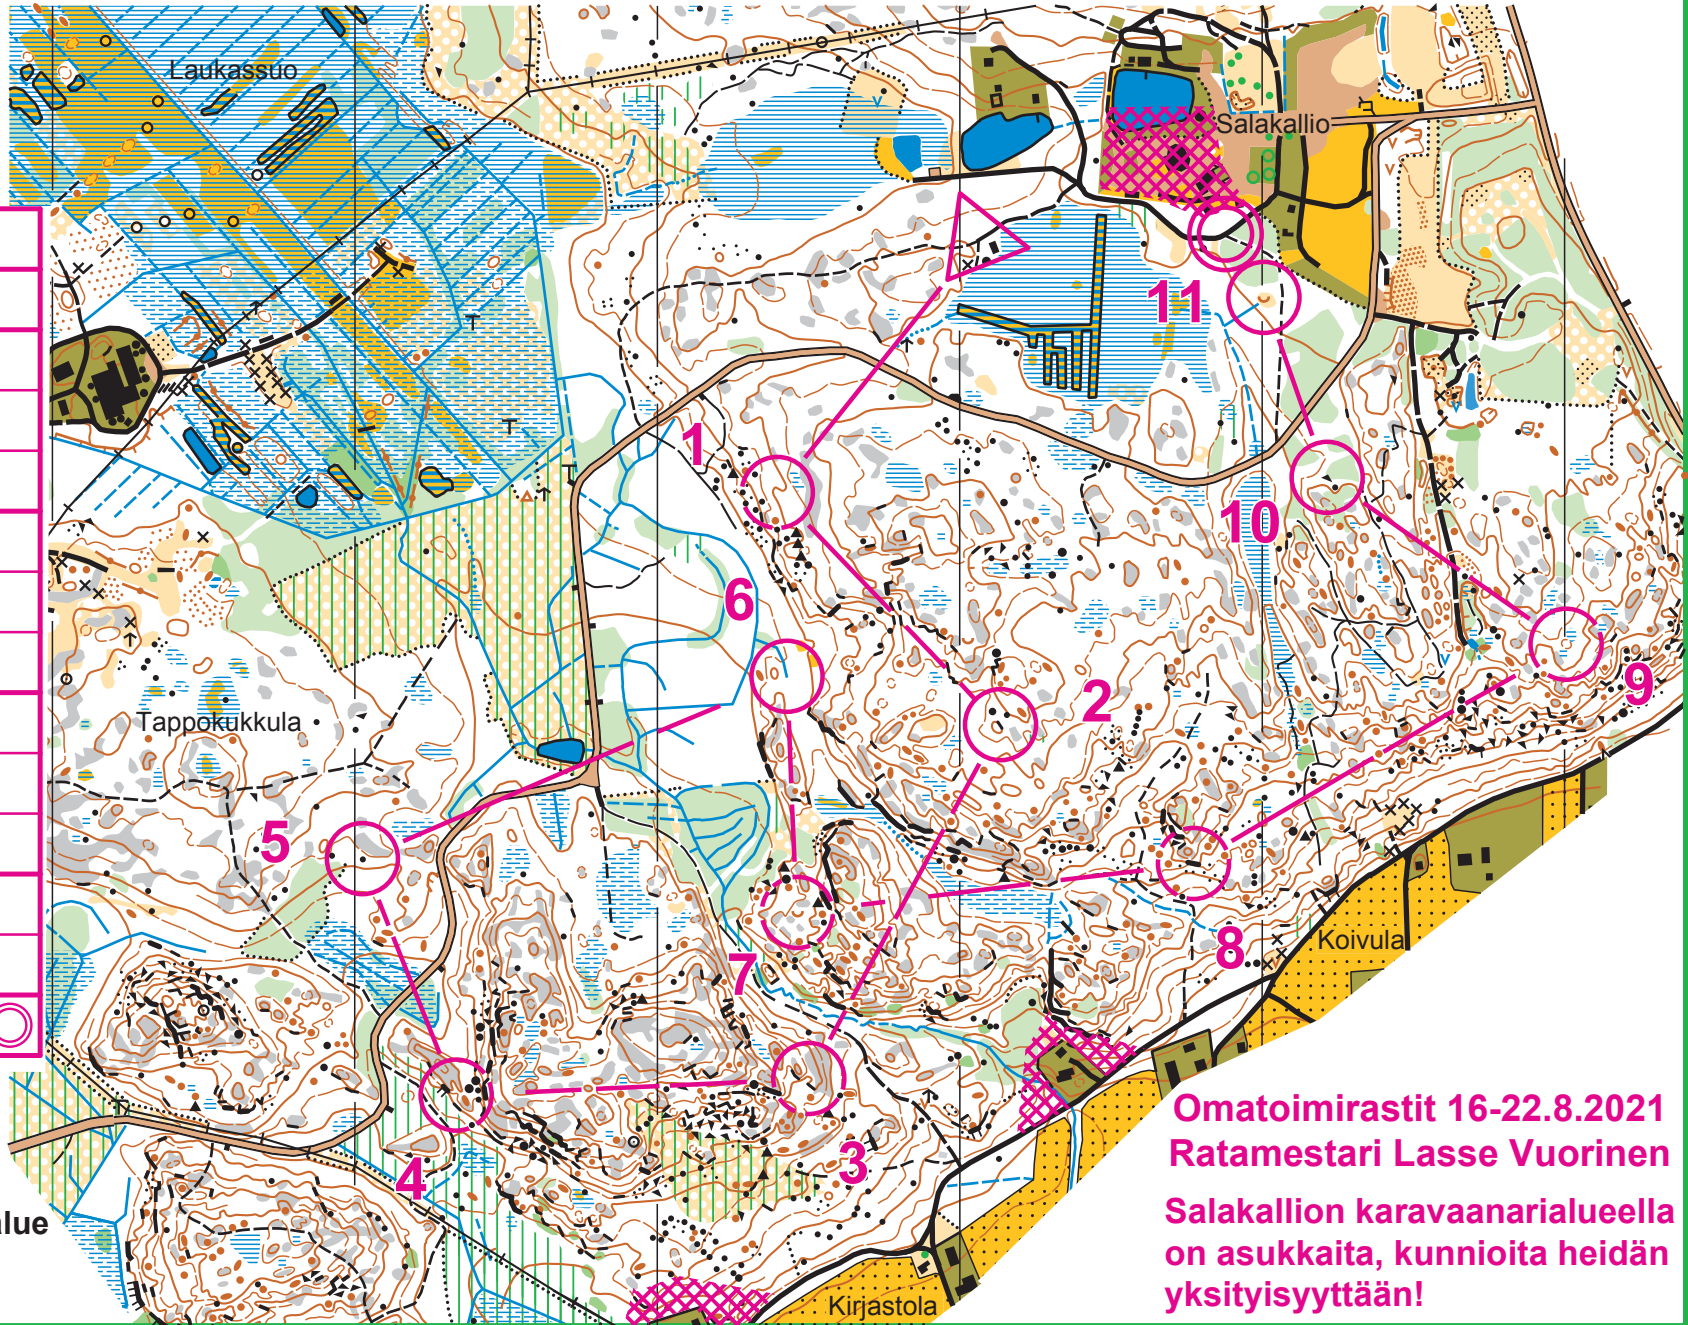 Laukassuo
Salakallio
11
1
10
6
2
9
Tappokukkula
5
8
Koivula
7
3
4
Omatoimirastit 16-22.8.2021
Ratamestari Lasse Vuorinen
Salakallion karavaanarialueella
on asukkaita, kunnioita heidän
yksityisyyttään!
lue
Kirjastola